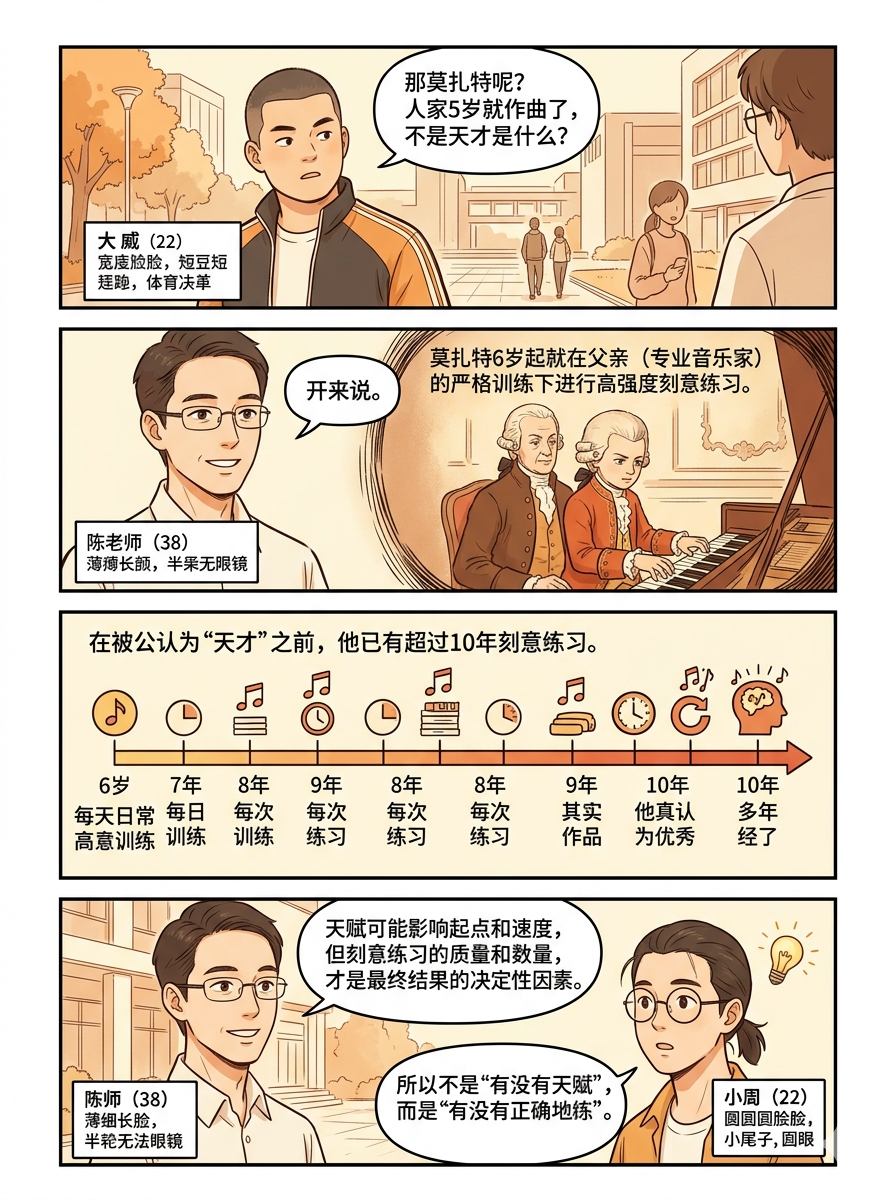 那莫扎特呢？
人家5岁就作曲了，
不是天才是什么？
大威（22）
短豆短
体育决革
开来说。
莫扎特6岁起就在父亲（专业音乐家）
的严格训练下进行高强度刻意练习。
陈老师（38）
薄薄长颜，半果无眼镜
在被公认为“天才”之前，他已有超过10年刻意练习。
6岁
每天日常
高意训练
7年
每日
训练
8年
每次
训练
9年
每次
练习
8年
每次
练习
8年
每次
练习
9年
其实
作品
10年
他真认
为优秀
10年
多年
经了
天赋可能影响起点和速度，
但刻意练习的质量和数量，
才是最终结果的决定性因素。
所以不是“有没有天赋”，
而是“有没有正确地练”。
陈师（38）
薄细长脸，
半轮无法眼镜
小周（22）
圆圆圆脸脸，
小尾子，圆眼